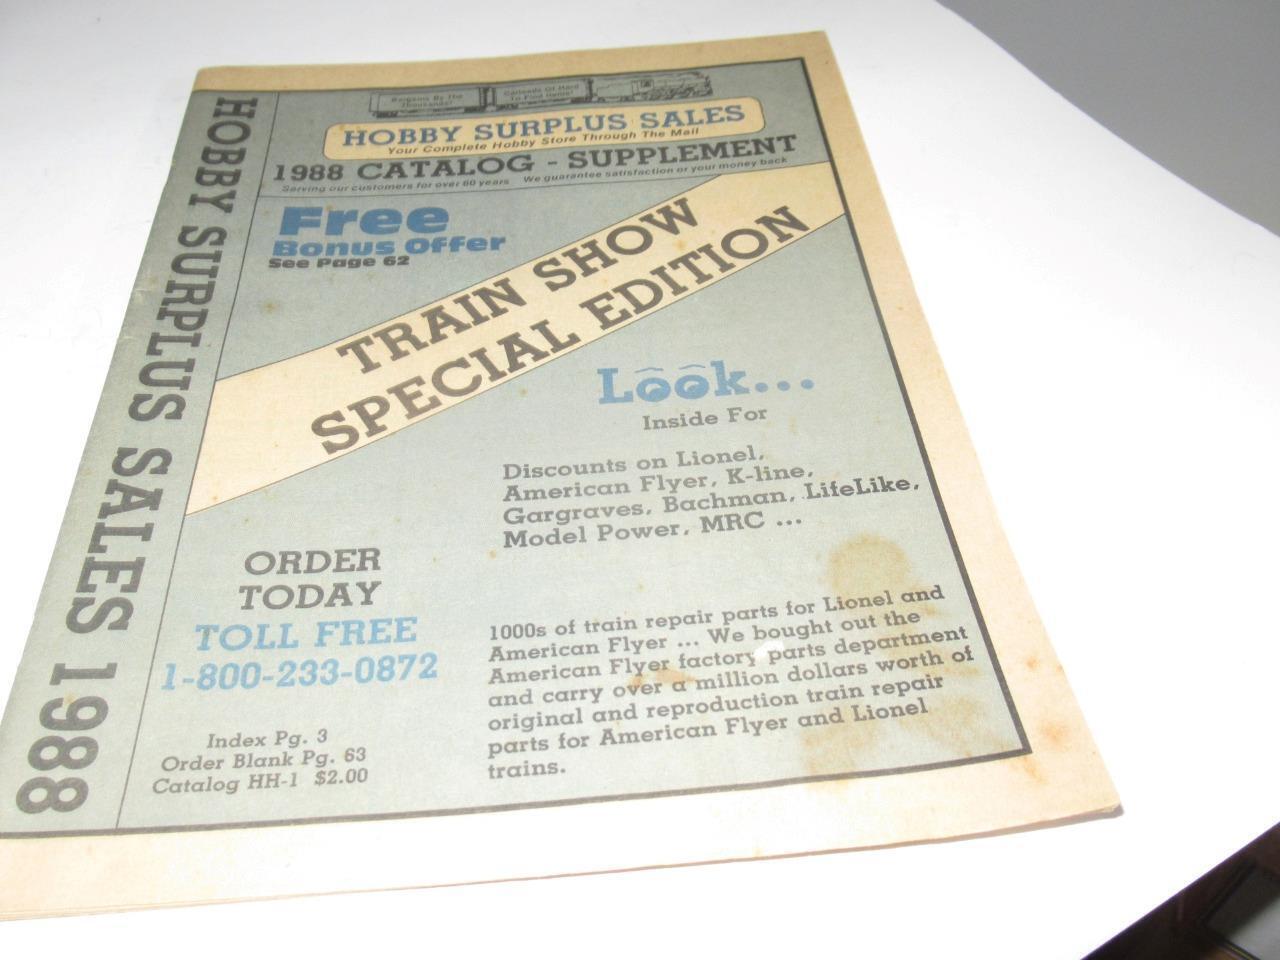 HOBBY SURPLUS SALES 1988
Bargains By The
Thousands!
Carloads Of Hard
To Find Items!
HOBBY SURPLUS SALES
Your Complete Hobby Store Through The Mail
1988 CATALOG - SUPPLEMENT
Serving our customers for over 60 years We guarantee satisfaction or your money back
Free
Bonus Offer
See Page 62
TRAIN SHOW
SPECIAL EDITION
Look...
Inside For
Discounts on Lionel,
American Flyer, K-line,
Gargraves, Bachman, LifeLike,
Model Power, MRC ...
ORDER
TODAY
TOLL FREE
1-800-233-0872
1000s of train repair parts for Lionel and
American Flyer ... We bought out the
American Flyer factory parts department
and carry over a million dollars worth of
original and reproduction train repair
parts for American Flyer and Lionel
trains.
Index Pg. 3
Order Blank Pg. 63
Catalog HH-1 $2.00